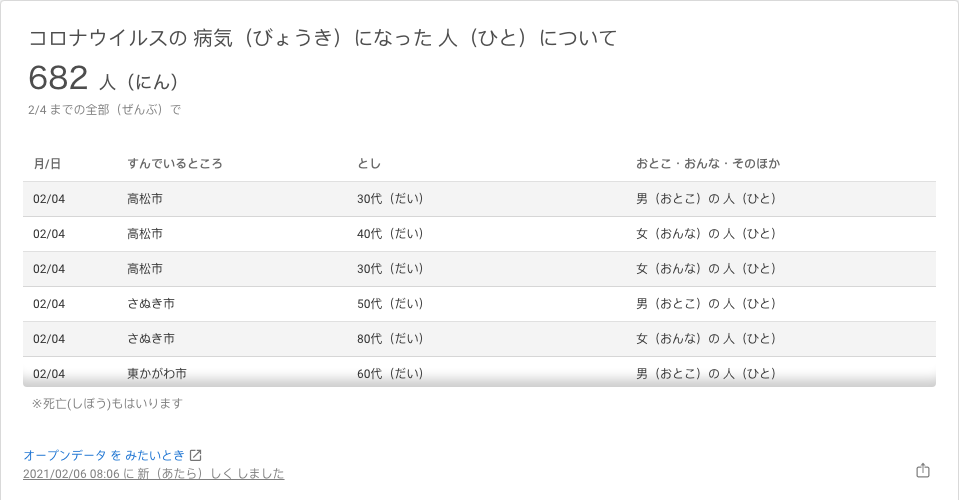 コロナウイルスの 病気（びょうき）になった 人（ひと）について
682 人（にん）
2/4 までの全部（ぜんぶ）で
月/日 すんでいるところ とし おとこ・おんな・そのほか
02/04 高松市 30代（だい） 男（おとこ）の 人（ひと）
02/04 高松市 40代（だい） 女（おんな）の 人（ひと）
02/04 高松市 30代（だい） 女（おんな）の 人（ひと）
02/04 さぬき市 50代（だい） 男（おとこ）の 人（ひと）
02/04 さぬき市 80代（だい） 女（おんな）の 人（ひと）
02/04 東かがわ市 60代（だい） 男（おとこ）の 人（ひと）
※死亡(しぼう)もはいります
オープンデータ を みたいとき
2021/02/06 08:06 に 新（あたら）しく しました